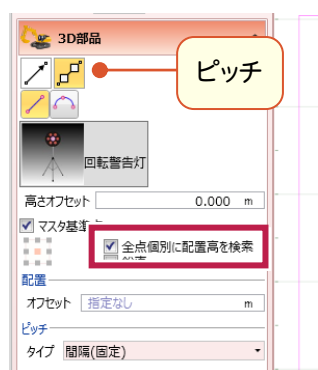 3D部品
ピッチ
回転警告灯
高さオフセット 0.000 m
マスタ基準
全点個別に配置高を検索
配置
オフセット 指定なし m
ピッチ
タイプ 間隔(固定)